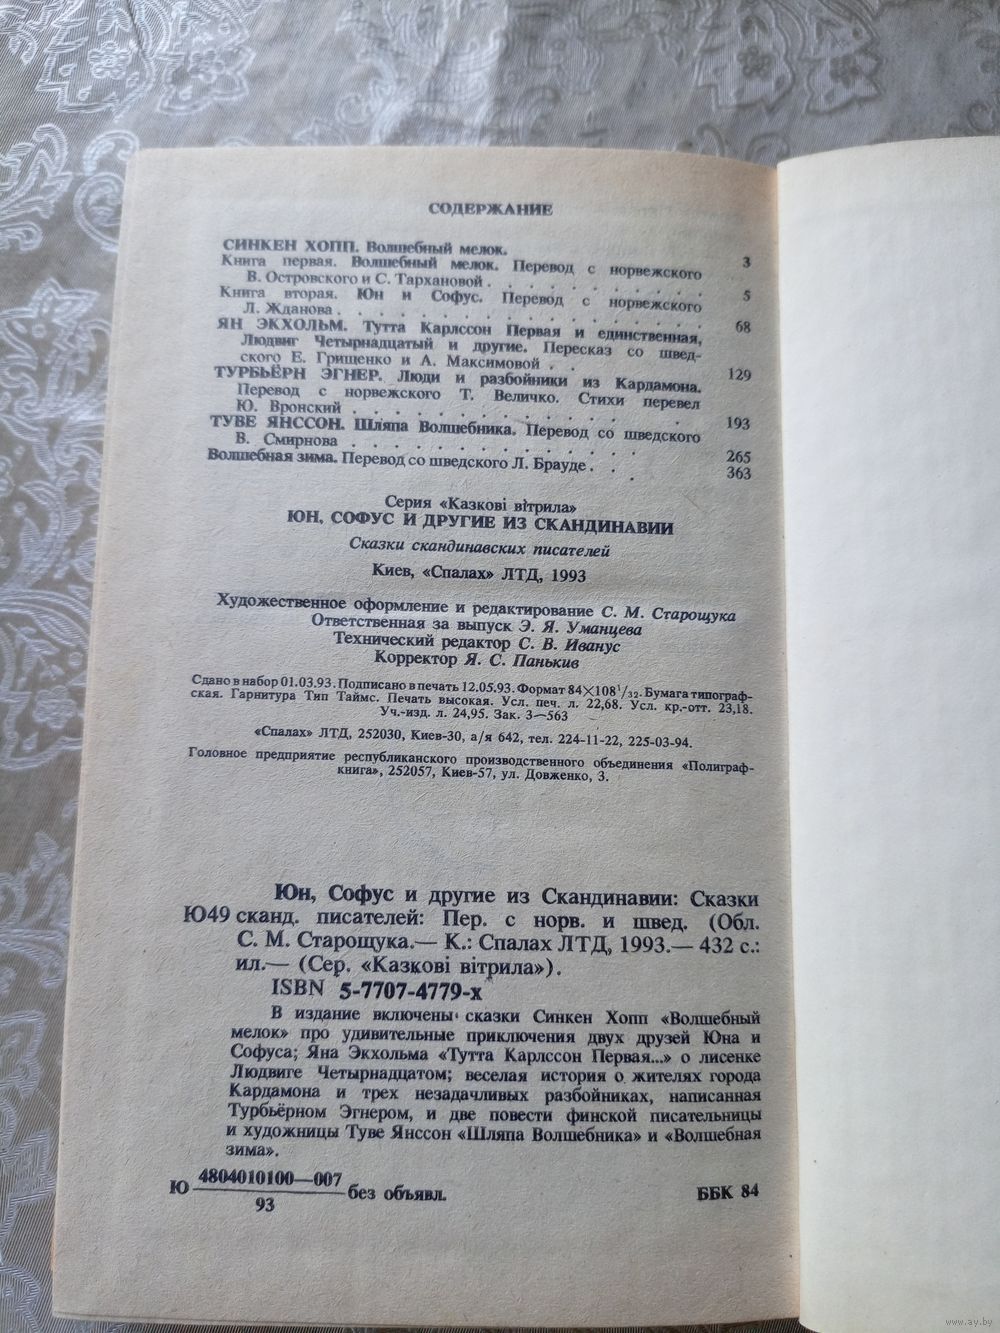 СОДЕРЖАНИЕ
СИНКЕН ХОПП. Волшебный мелок. 3
Книга первая. Волшебный мелок. Перевод с норвежского
В. Островского и С. Тархановой . . . . . . . . . . . 5
Книга вторая. Юн и Софус. Перевод с норвежского
Л. Жданова . . . . . . . . . . . . . . . . . . 68
ЯН ЭКХОЛЬМ. Тутта Карлссон Первая и единственная,
Людвиг Четырнадцатый и другие. Пересказ со швед-
ского Е. Грищенко и А. Максимовой . . 129
ТУРБЬЁРН ЭГНЕР. Люди и разбойники из Кардамона.
Перевод с норвежского Т. Величко. Стихи перевел
Ю. Вронский . . . . . . . . . . . . . . . 193
ТУВЕ ЯНССОН. Шляпа Волшебника. Перевод со шведского
В. Смирнова . . . . . . . . . . . . . . 265
Волшебная зима. Перевод со шведского Л. Брауде . . . 363
Серия «Казкові вітрила»
ЮН, СОФУС И ДРУГИЕ ИЗ СКАНДИНАВИИ
Сказки скандинавских писателей
Киев, «Спалах» ЛТД, 1993
Художественное оформление и редактирование С. М. Старощука
Ответственная за выпуск Э. Я. Уманцева
Технический редактор С. В. Иванус
Корректор Я. С. Панькив
Сдано в набор 01.03.93. Подписано в печать 12.05.93. Формат 84×108 1/32. Бумага типограф-
ская. Гарнитура Тип Таймс. Печать высокая. Усл. печ. л. 22,68. Усл. кр.-отт. 23,18.
Уч.-изд. л. 24,95. Зак. 3—563
«Спалах» ЛТД, 252030, Киев-30, а/я 642, тел. 224-11-22, 225-03-94.
Головное предприятие республиканского производственного объединения «Полиграф-
книга», 252057, Киев-57, ул. Довженко, 3.
Юн, Софус и другие из Скандинавии: Сказки
Ю49 сканд. писателей: Пер. с норв. и швед. (Обл.
С. М. Старощука.— К.: Спалах ЛТД, 1993.— 432 с.:
ил.— (Сер. «Казкові вітрила»).
ISBN 5-7707-4779-x
В издание включены сказки Синкен Хопп «Волшебный
мелок» про удивительные приключения двух друзей Юна и
Софуса; Яна Экхольма «Тутта Карлссон Первая...» о лисенке
Людвиге Четырнадцатом; веселая история о жителях города
Кардамона и трех незадачливых разбойниках, написанная
Турбьёрном Эгнером, и две повести финской писательницы
и художницы Туве Янссон «Шляпа Волшебника» и «Волшебная
зима».
Ю 4804010100—007 без объявл. ББК 84
93
www.ay.by